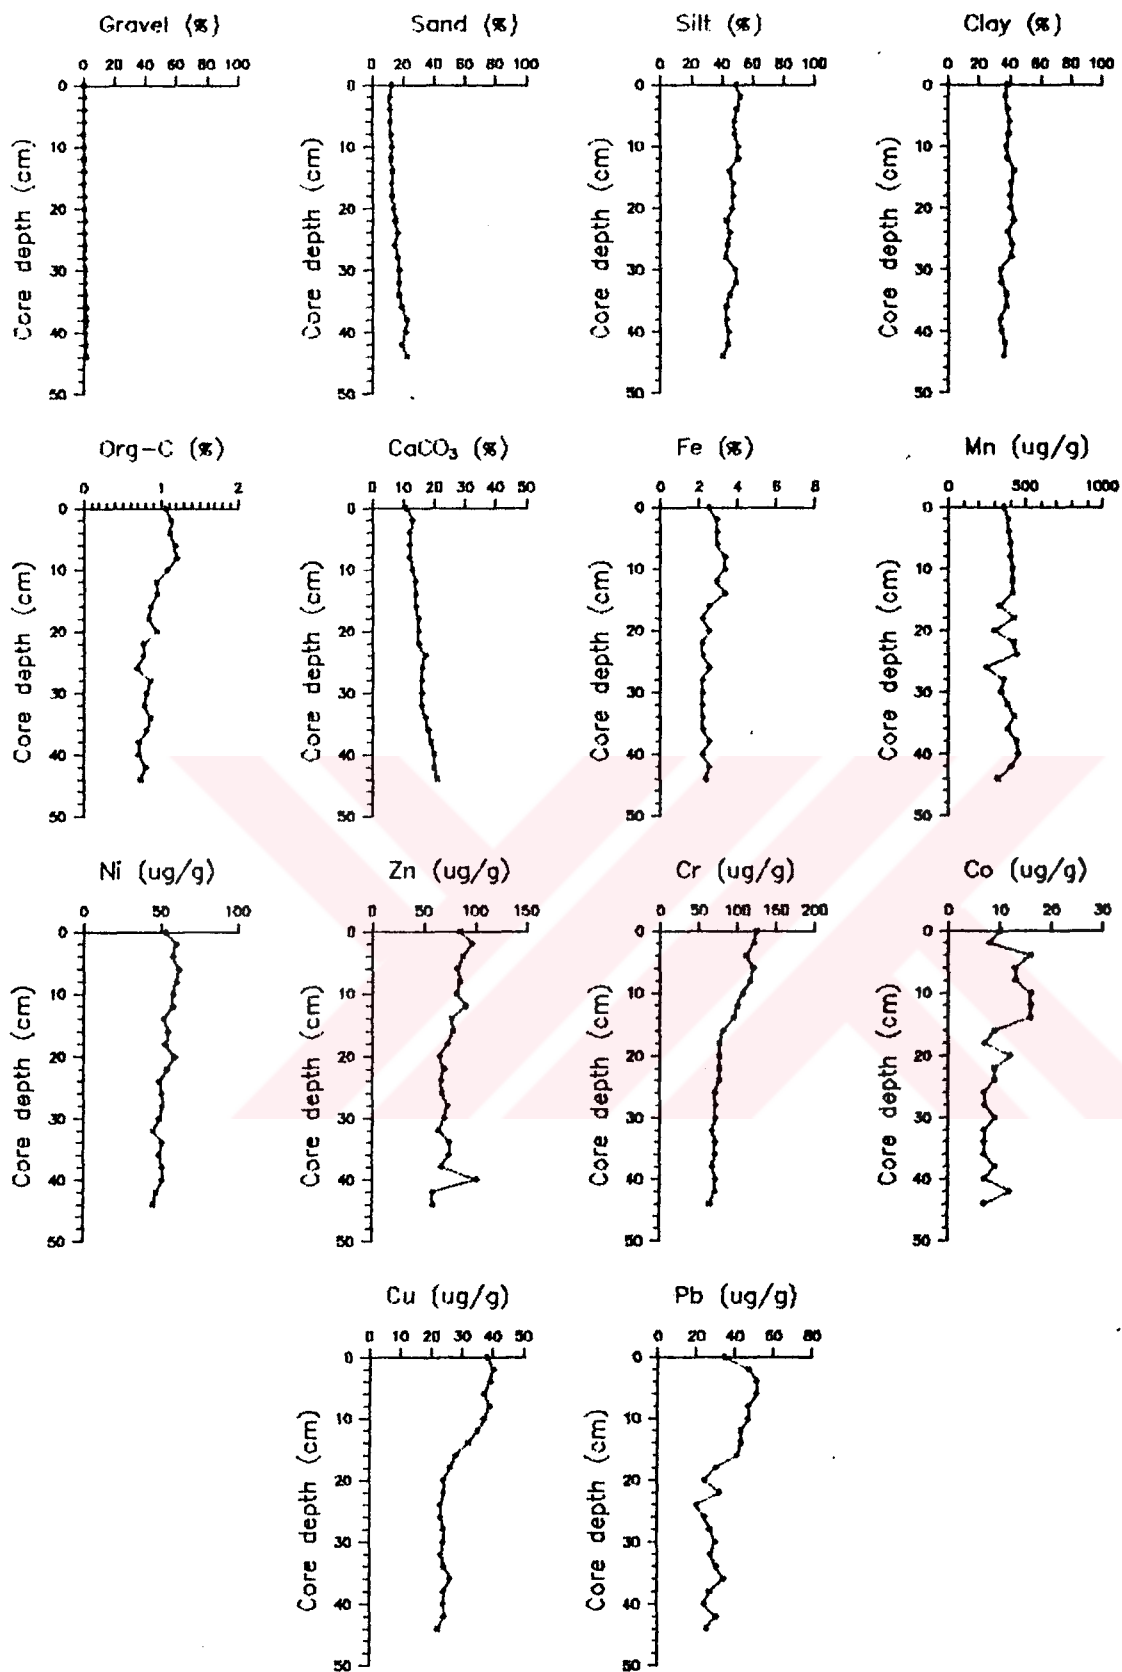 Gravel (%) Sand (%) Silt (%) Clay (%)
0 20 40 60 80 100 0 20 40 60 80 100 0 20 40 60 80 100 0 20 40 60 80 100
Core depth (cm) Core depth (cm) Core depth (cm) Core depth (cm)
0 0 0 0
10 10 10 10
20 20 20 20
30 30 30 30
40 40 40 40
50 50 50 50
Org-C (%) CaCO₃ (%) Fe (%) Mn (ug/g)
0 1 2 0 10 20 30 40 50 0 2 4 6 8 0 500 1000
Core depth (cm) Core depth (cm) Core depth (cm) Core depth (cm)
0 0 0 0
10 10 10 10
20 20 20 20
30 30 30 30
40 40 40 40
50 50 50 50
Ni (ug/g) Zn (ug/g) Cr (ug/g) Co (ug/g)
0 50 100 0 50 100 150 0 50 100 150 200 0 10 20 30
Core depth (cm) Core depth (cm) Core depth (cm) Core depth (cm)
0 0 0 0
10 10 10 10
20 20 20 20
30 30 30 30
40 40 40 40
50 50 50 50
Cu (ug/g) Pb (ug/g)
0 10 20 30 40 50 0 20 40 60 80
Core depth (cm) Core depth (cm)
0 0
10 10
20 20
30 30
40 40
50 50